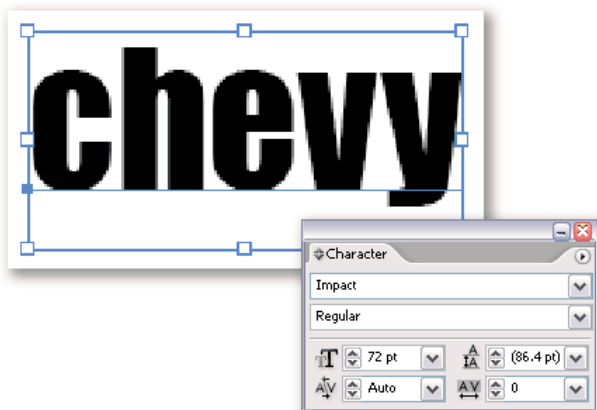 chevy
Character
Impact
Regular
72 pt
(86.4 pt)
Auto
0